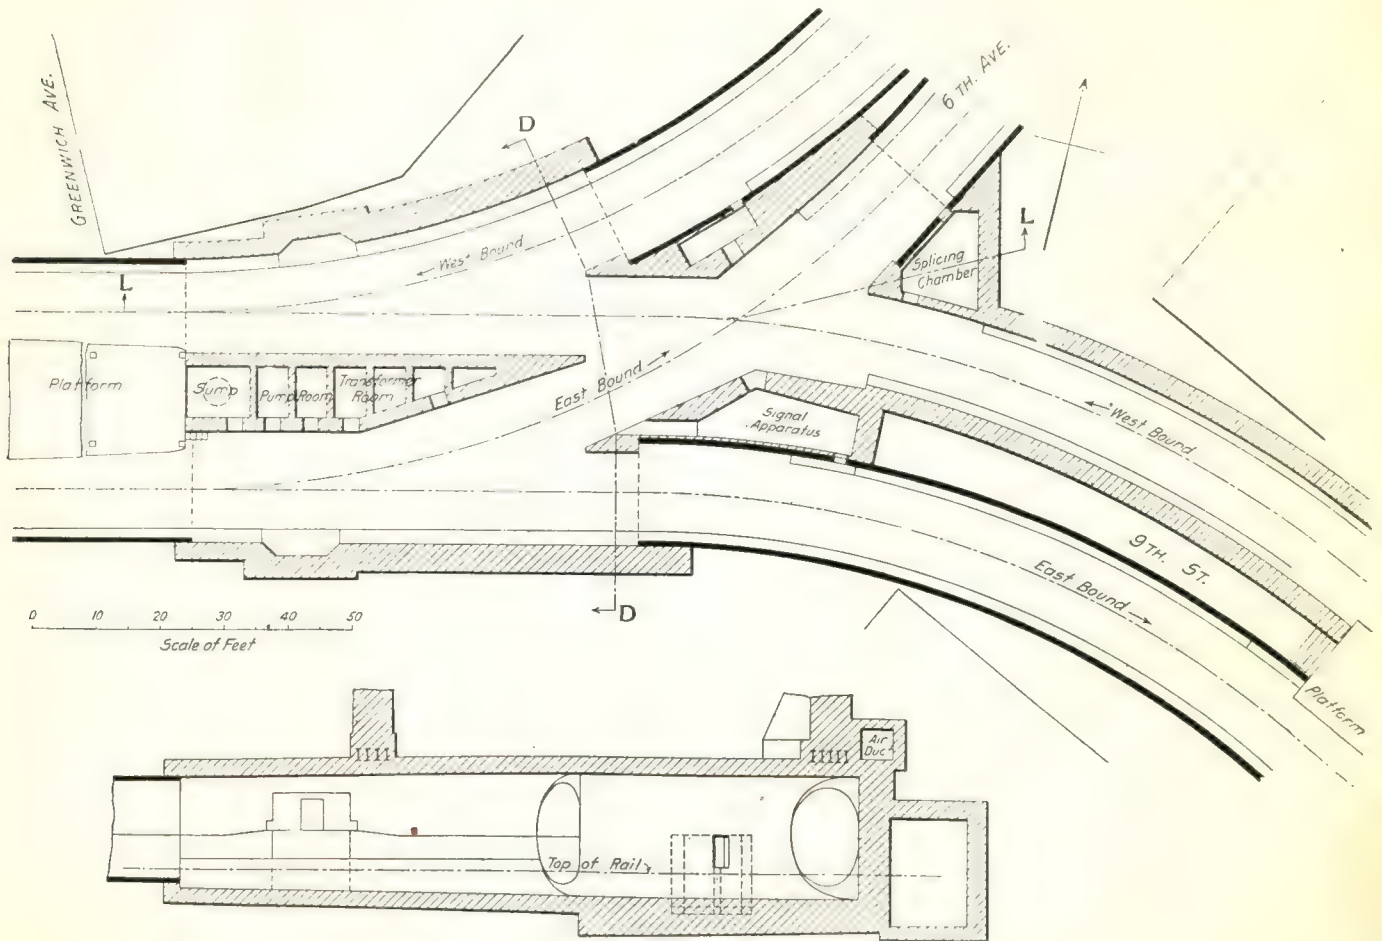 GREENWICH AVE.
6 TH. AVE.
D
West Bound
L
L
Splicing
Chamber
Platform
Sump
Pump Room
Transformer
Room
East Bound
Signal
Apparatus
West Bound
9TH. ST.
East Bound
D
Platform
0 10 20 30 40 50
Scale of Feet
Air
Duct
Top of Rail